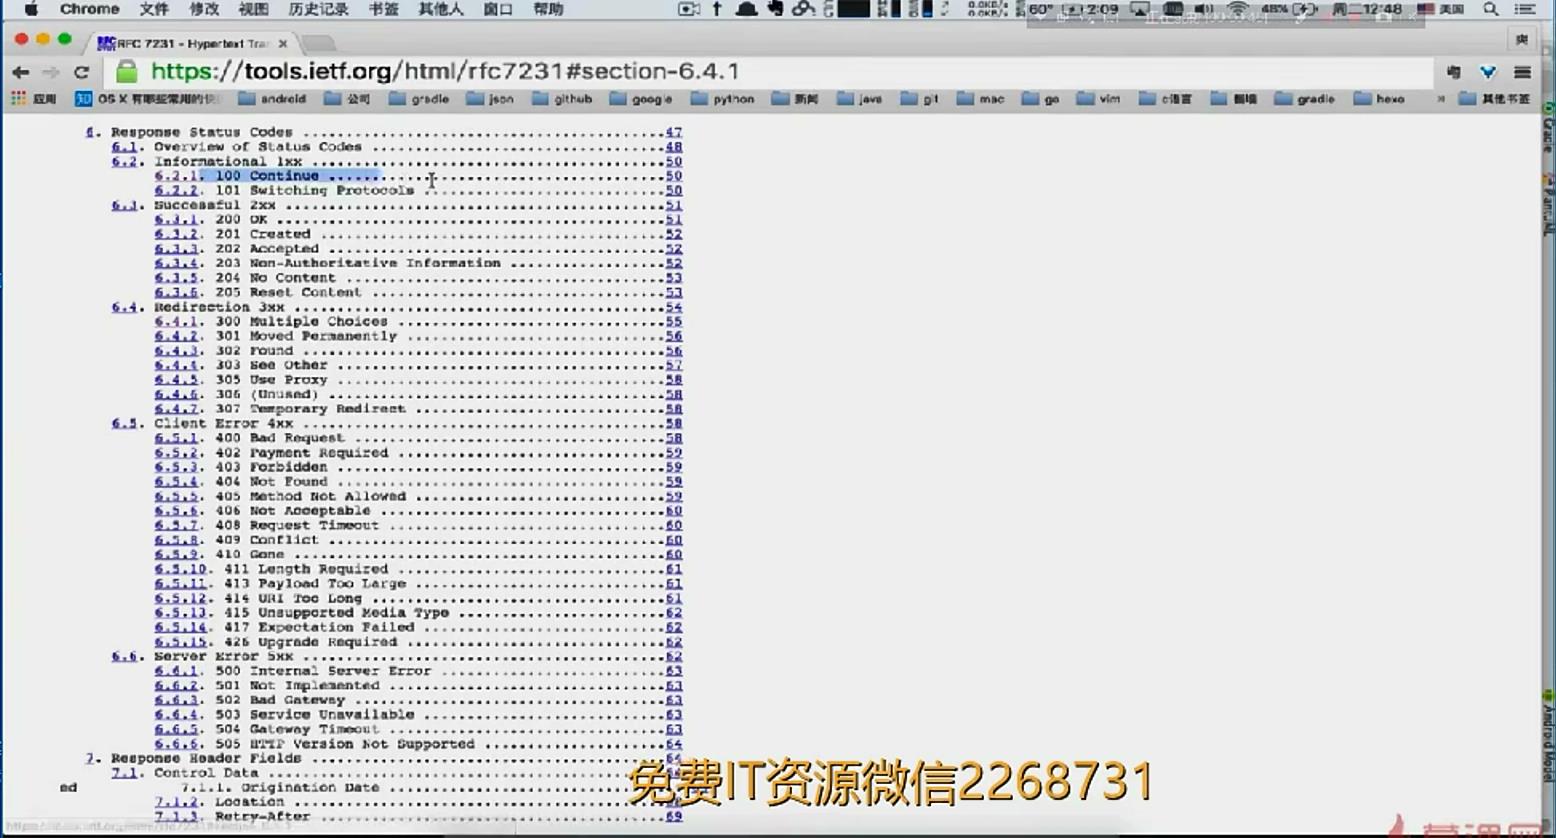 Chrome 文件 修改 视图 历史记录 书签 其他人 窗口 帮助 60° 2:09 48% 周二12:48 美国
RFC 7231 - Hypertext Tra
https://tools.ietf.org/html/rfc7231#section-6.4.1
应用 知 OS X 有哪些常用的快 android 公司 gradle json github google python 新闻 java git mac go vim c语言 翻墙 gradle hexo » 其他书签
6. Response Status Codes ..........................................47
6.1. Overview of Status Codes ..................................48
6.2. Informational 1xx .........................................50
6.2.1. 100 Continue .......................................50
6.2.2. 101 Switching Protocols ............................50
6.3. Successful 2xx ............................................51
6.3.1. 200 OK .............................................51
6.3.2. 201 Created ........................................52
6.3.3. 202 Accepted .......................................52
6.3.4. 203 Non-Authoritative Information ..................52
6.3.5. 204 No Content .....................................53
6.3.6. 205 Reset Content ..................................53
6.4. Redirection 3xx ...........................................54
6.4.1. 300 Multiple Choices ...............................55
6.4.2. 301 Moved Permanently ..............................56
6.4.3. 302 Found ..........................................56
6.4.4. 303 See Other ......................................57
6.4.5. 305 Use Proxy ......................................58
6.4.6. 306 (Unused) .......................................58
6.4.7. 307 Temporary Redirect .............................58
6.5. Client Error 4xx ..........................................58
6.5.1. 400 Bad Request ....................................58
6.5.2. 402 Payment Required ...............................59
6.5.3. 403 Forbidden ......................................59
6.5.4. 404 Not Found ......................................59
6.5.5. 405 Method Not Allowed .............................59
6.5.6. 406 Not Acceptable .................................60
6.5.7. 408 Request Timeout ................................60
6.5.8. 409 Conflict .......................................60
6.5.9. 410 Gone ...........................................60
6.5.10. 411 Length Required ...............................61
6.5.11. 413 Payload Too Large .............................61
6.5.12. 414 URI Too Long ..................................61
6.5.13. 415 Unsupported Media Type ........................62
6.5.14. 417 Expectation Failed ............................62
6.5.15. 426 Upgrade Required ..............................62
6.6. Server Error 5xx ..........................................62
6.6.1. 500 Internal Server Error ..........................63
6.6.2. 501 Not Implemented ................................63
6.6.3. 502 Bad Gateway ....................................63
6.6.4. 503 Service Unavailable ............................63
6.6.5. 504 Gateway Timeout ................................63
6.6.6. 505 HTTP Version Not Supported .....................64
7. Response Header Fields .........................................64
7.1. Control Data
ed 7.1.1. Origination Date
7.1.2. Location
7.1.3. Retry-After ........................................69
免费IT资源微信2268731
Gradle
Android Model